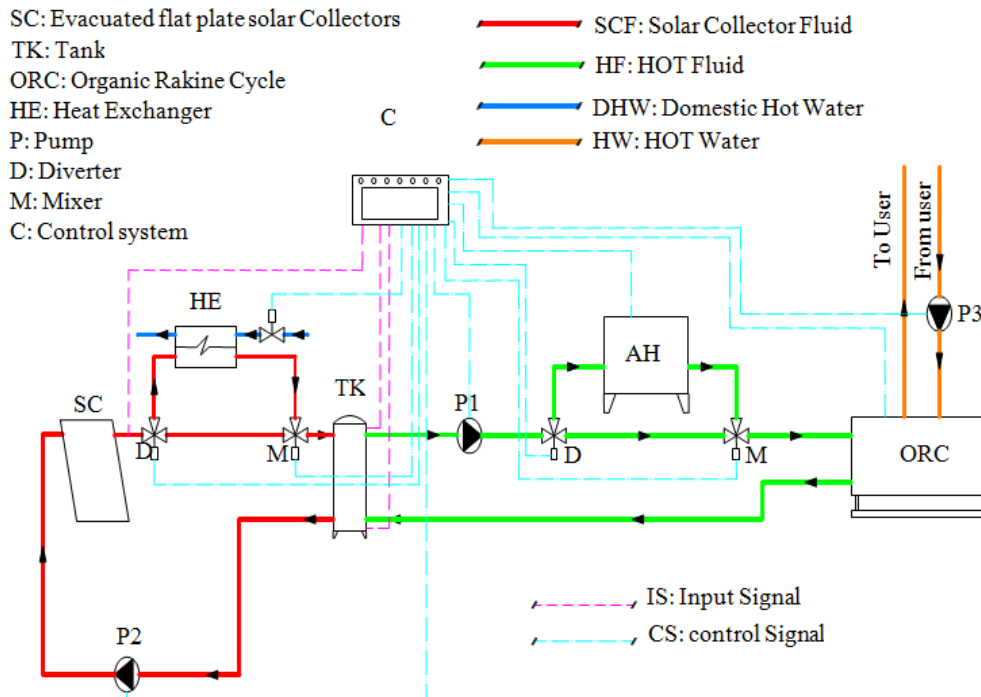 SC: Evacuated flat plate solar Collectors
TK: Tank
ORC: Organic Rakine Cycle
HE: Heat Exchanger
P: Pump
D: Diverter
M: Mixer
C: Control system
SCF: Solar Collector Fluid
HF: HOT Fluid
DHW: Domestic Hot Water
HW: HOT Water
C
To User
From user
HE
P3
AH
TK
SC
P1
D
M
D
M
ORC
P2
IS: Input Signal
CS: control Signal